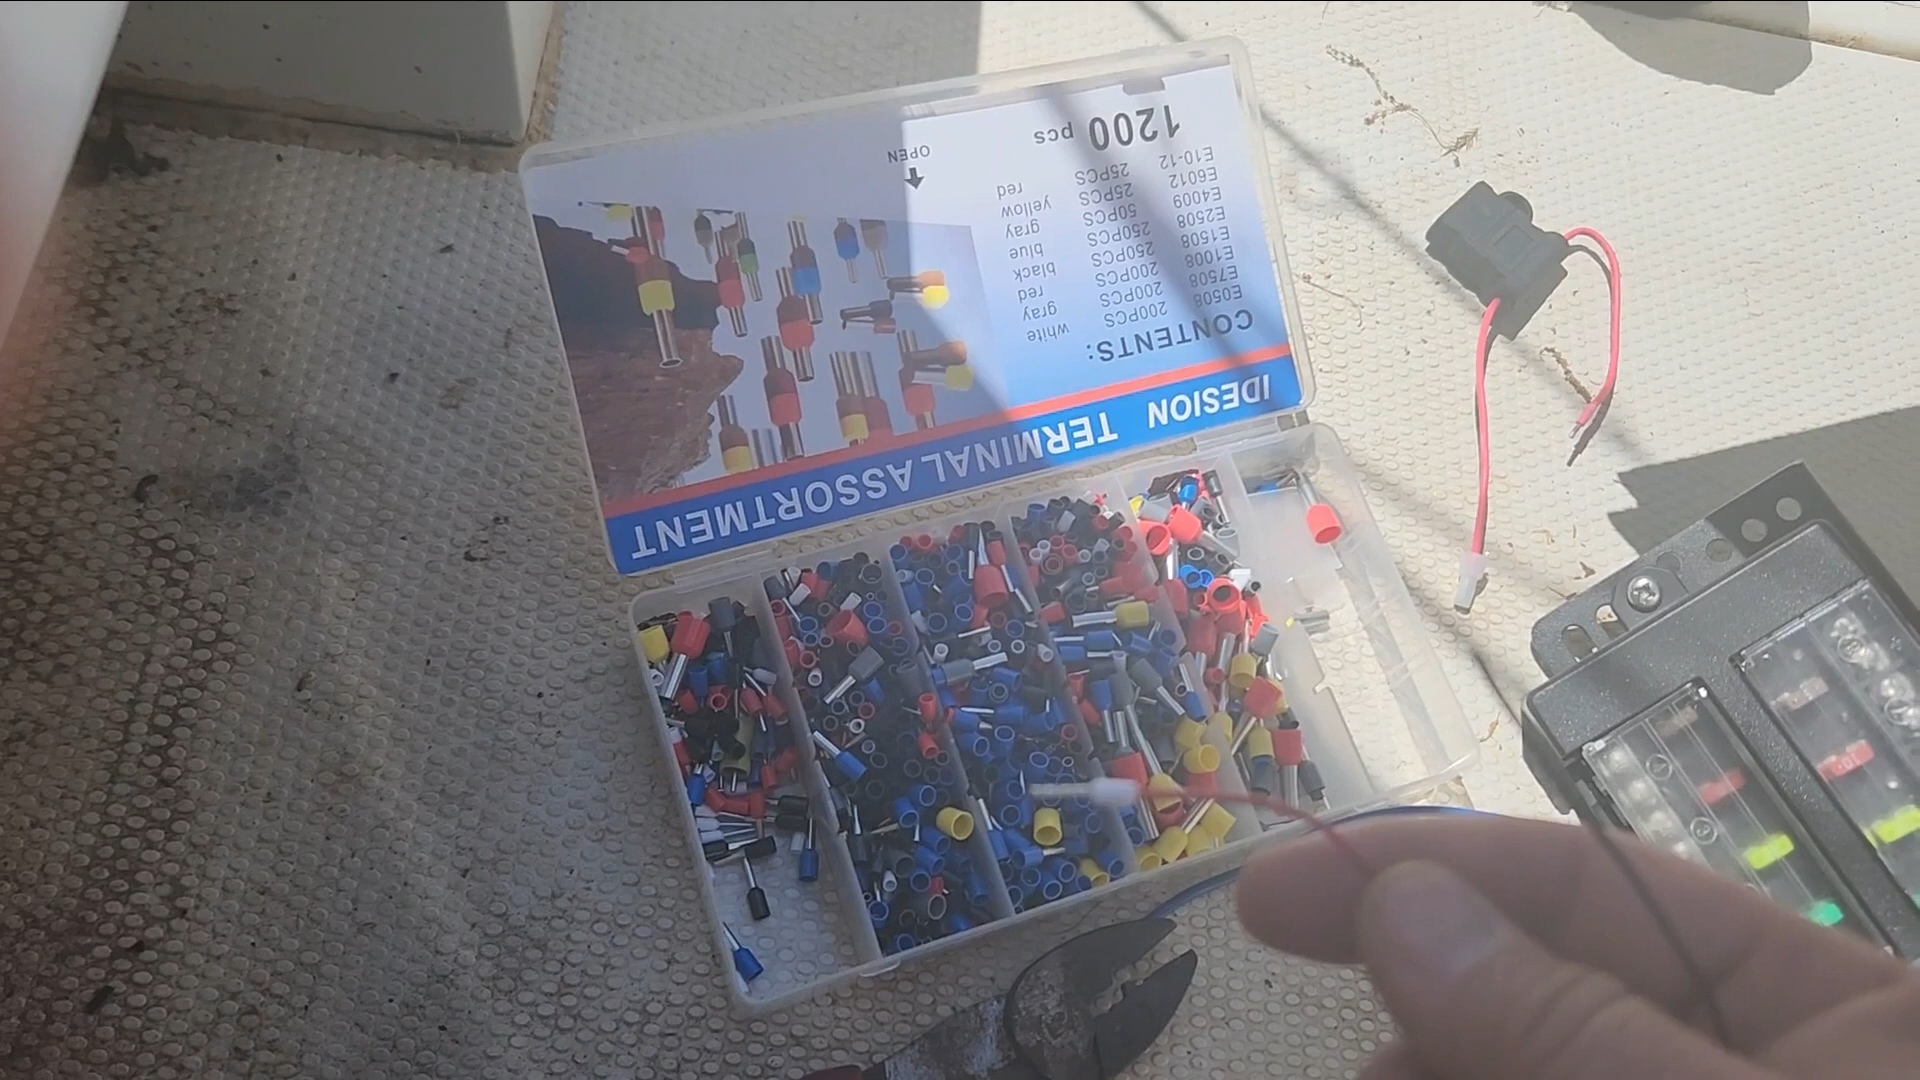 IDESION TERMINAL ASSORTMENT
CONTENTS:
E0508 200PCS white
E7508 200PCS gray
E1008 200PCS red
E1508 250PCS black
E2508 250PCS blue
E4009 50PCS gray
E6012 25PCS yellow
E10-12 25PCS red
1200 pcs
OPEN
10